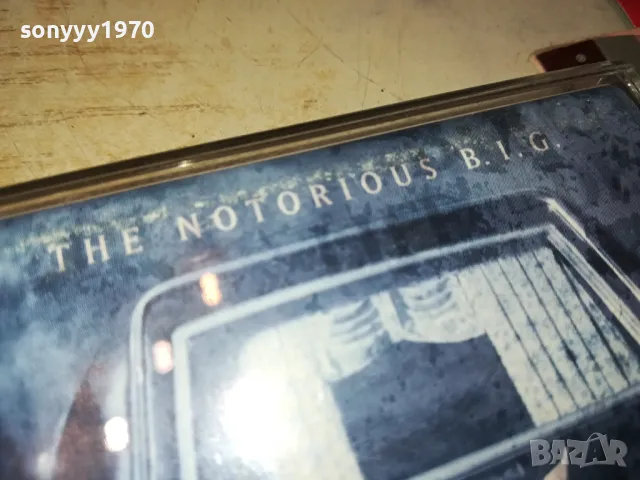 sonyyy1970
THE NOTORIOUS B.I.G.
BAZAR